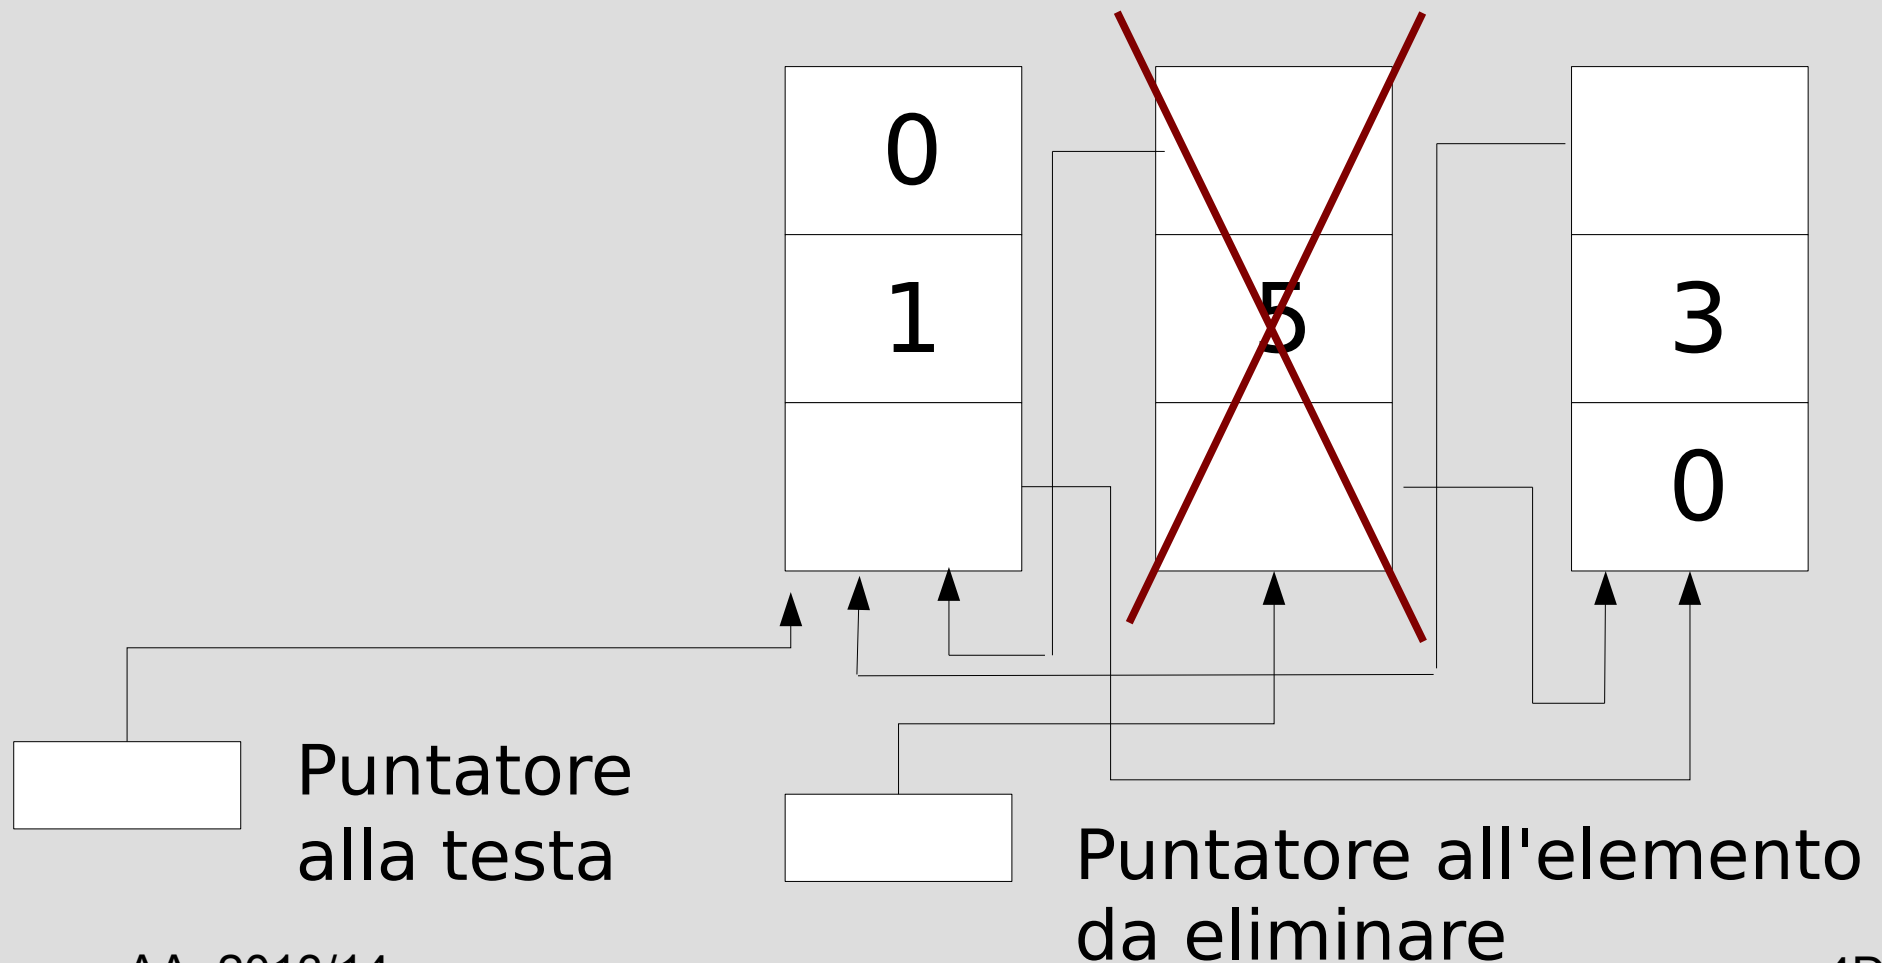 0
1
5
3
0
Puntatore
alla testa
Puntatore all'elemento
da eliminare